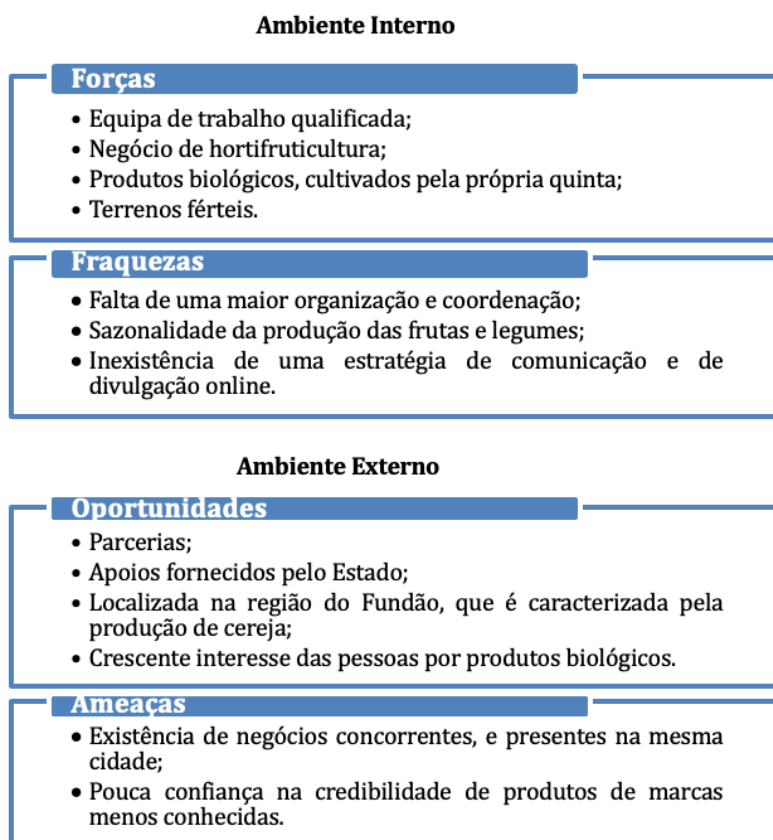 Ambiente Interno
Forças
• Equipa de trabalho qualificada;
• Negócio de hortifruticultura;
• Produtos biológicos, cultivados pela própria quinta;
• Terrenos férteis.
Fraquezas
• Falta de uma maior organização e coordenação;
• Sazonalidade da produção das frutas e legumes;
• Inexistência de uma estratégia de comunicação e de
divulgação online.
Ambiente Externo
Oportunidades
• Parcerias;
• Apoios fornecidos pelo Estado;
• Localizada na região do Fundão, que é caracterizada pela
produção de cereja;
• Crescente interesse das pessoas por produtos biológicos.
Ameaças
• Existência de negócios concorrentes, e presentes na mesma
cidade;
• Pouca confiança na credibilidade de produtos de marcas
menos conhecidas.